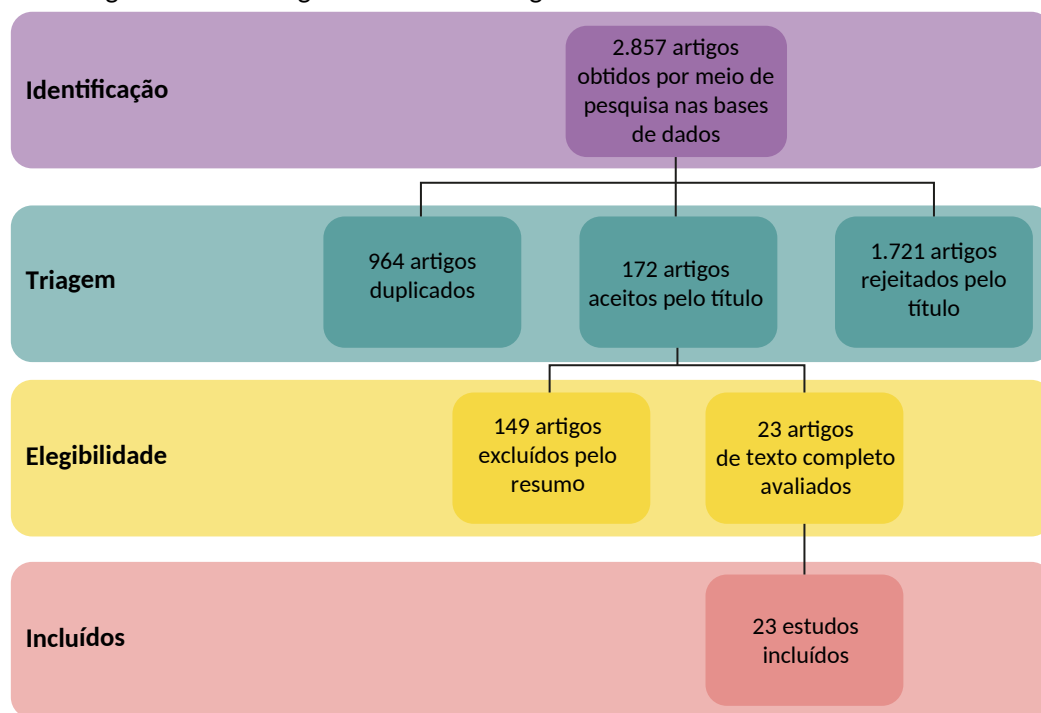 Identificação
2.857 artigos
obtidos por meio de
pesquisa nas bases
de dados
Triagem
964 artigos
duplicados
172 artigos
aceitos pelo título
1.721 artigos
rejeitados pelo
título
Elegibilidade
149 artigos
excluídos pelo
resumo
23 artigos
de texto completo
avaliados
Incluídos
23 estudos
incluídos